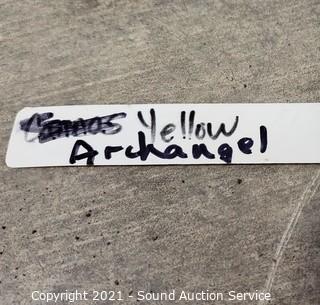 Yellow
Archangel
Copyright 2021 - Sound Auction Service